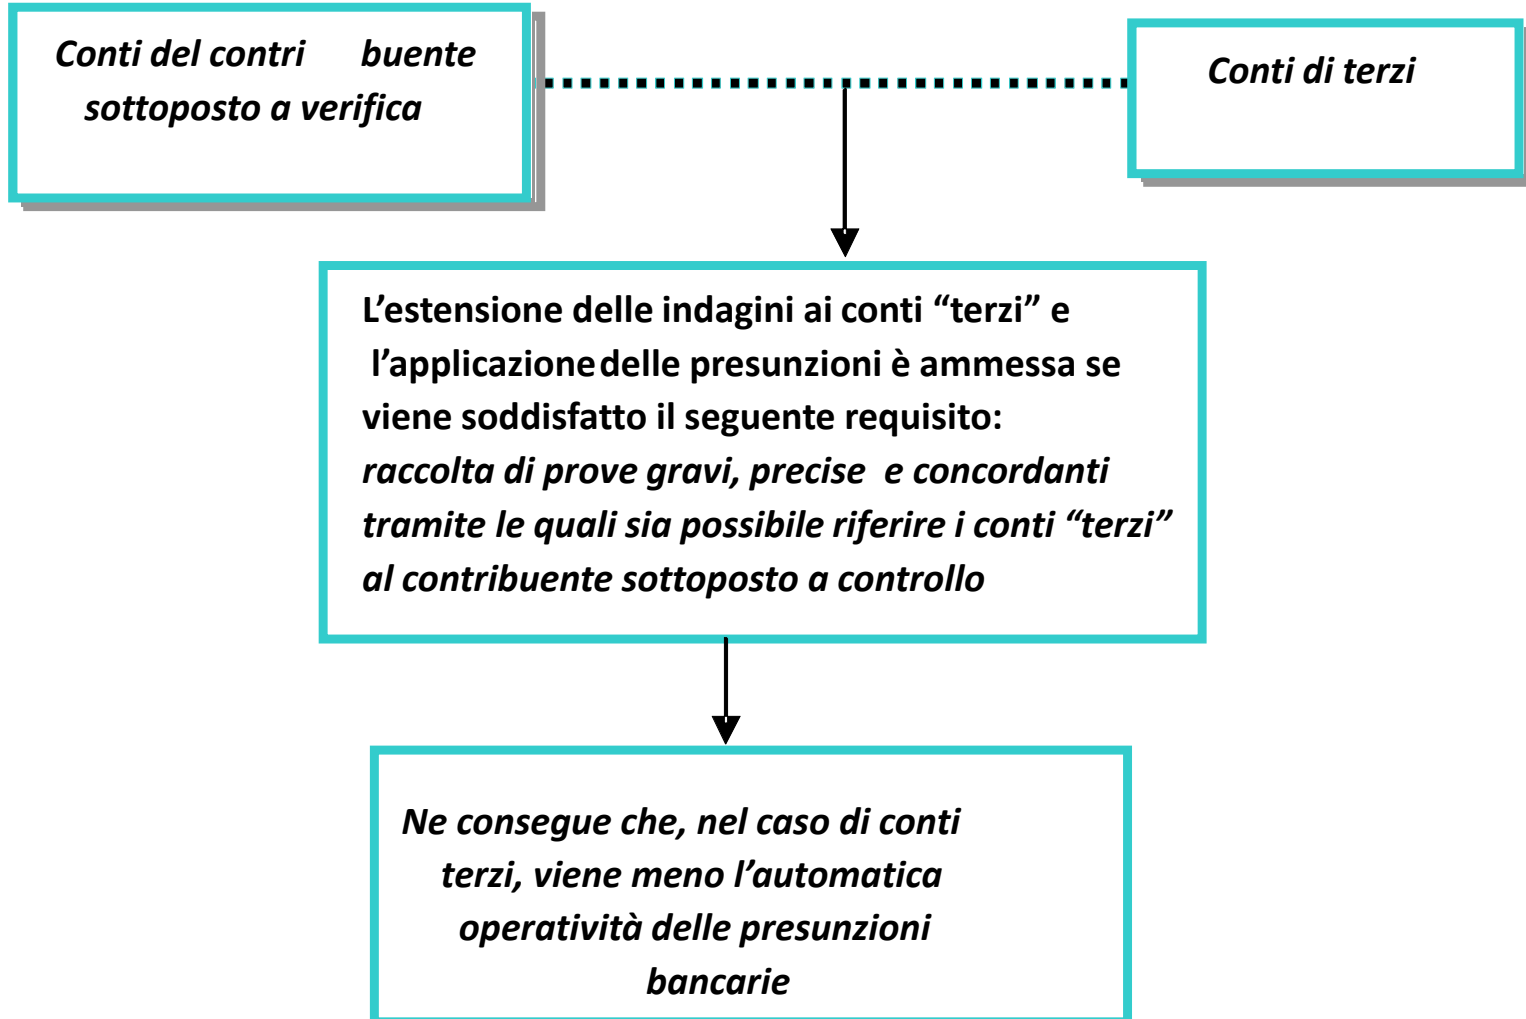 Conti del contri buente
sottoposto a verifica
Conti di terzi
L’estensione delle indagini ai conti “terzi” e
l’applicazione delle presunzioni è ammessa se
viene soddisfatto il seguente requisito:
raccolta di prove gravi, precise e concordanti
tramite le quali sia possibile riferire i conti “terzi”
al contribuente sottoposto a controllo
Ne consegue che, nel caso di conti
terzi, viene meno l’automatica
operatività delle presunzioni
bancarie